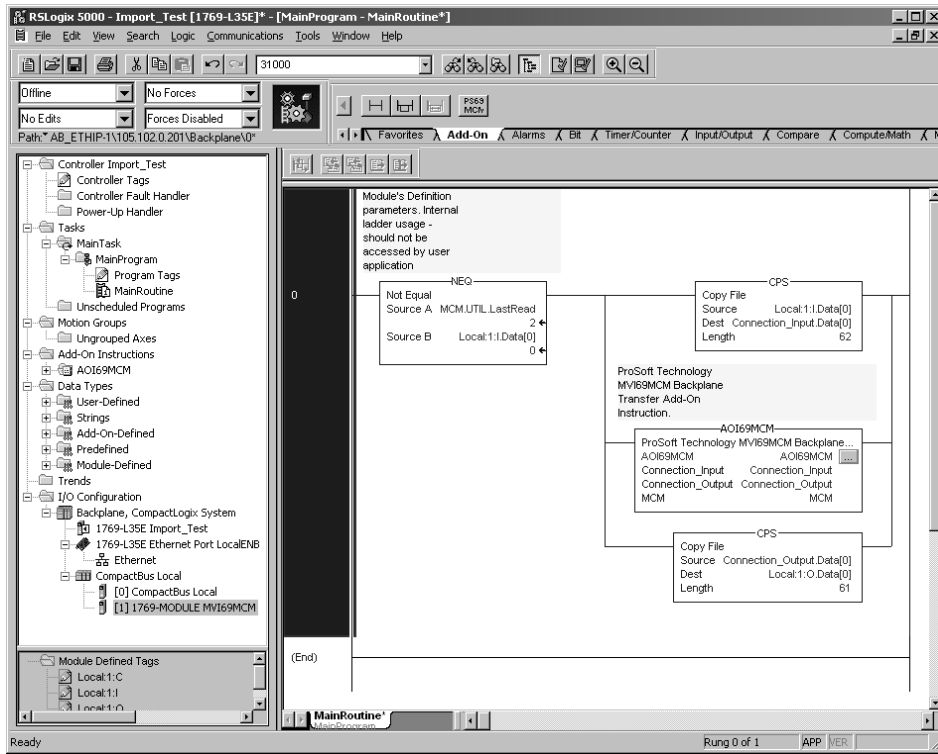 RSLogix 5000 - Import_Test [1769-L35E]* - [MainProgram - MainRoutine*]
File Edit View Search Logic Communications Tools Window Help
31000
Offline
No Forces
No Edits
Forces Disabled
Path:* AB_ETHIP-1\105.102.0.201\Backplane\0*
PS69
MCM
Favorites Add-On Alarms Bit Timer/Counter Input/Output Compare Compute/Math
Controller Import_Test
Controller Tags
Controller Fault Handler
Power-Up Handler
Tasks
MainTask
MainProgram
Program Tags
MainRoutine
Unscheduled Programs
Motion Groups
Ungrouped Axes
Add-On Instructions
AOI69MCM
Data Types
User-Defined
Strings
Add-On-Defined
Predefined
Module-Defined
Trends
I/O Configuration
Backplane, CompactLogix System
1769-L35E Import_Test
1769-L35E Ethernet Port LocalENB
Ethernet
CompactBus Local
[0] CompactBus Local
[1] 1769-MODULE MVI69MCM
Module Defined Tags
Local:1:C
Local:1:I
Local:1:O
Module's Definition
parameters. Internal
ladder usage -
should not be
accessed by user
application
0
NEQ
Not Equal
Source A MCM.UTIL.LastRead
2
Source B Local:1:I.Data[0]
0
CPS
Copy File
Source Local:1:I.Data[0]
Dest Connection_Input.Data[0]
Length 62
ProSoft Technology
MVI69MCM Backplane
Transfer Add-On
Instruction.
AOI69MCM
ProSoft Technology MVI69MCM Backplane...
AOI69MCM AOI69MCM ...
Connection_Input Connection_Input
Connection_Output Connection_Output
MCM MCM
CPS
Copy File
Source Connection_Output.Data[0]
Dest Local:1:O.Data[0]
Length 61
(End)
MainRoutine*
MainProgram
Ready
Rung 0 of 1
APP
VER